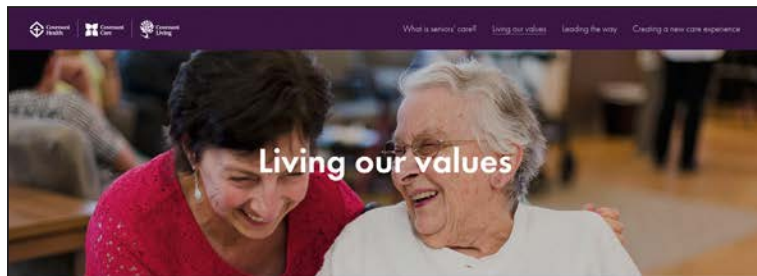 Covenant Health
Covenant Care
Covenant Living
What is seniors' care?
Living our values
Leading the way
Creating a new care experience
Living our values